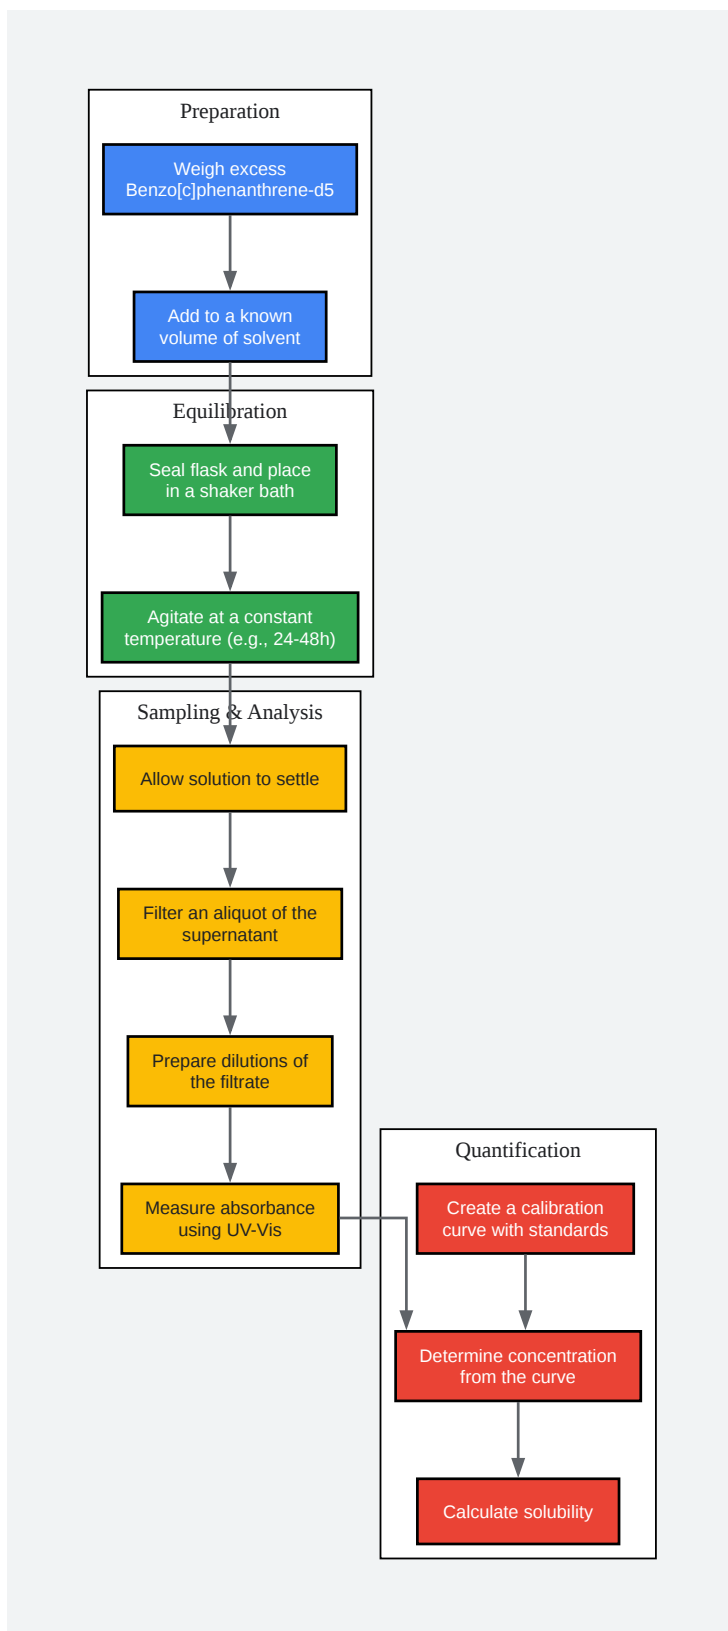 Preparation
Weigh excess
Benzo[c]phenanthrene-d5
Add to a known
volume of solvent
Equilibration
Seal flask and place
in a shaker bath
Agitate at a constant
temperature (e.g., 24-48h)
Sampling & Analysis
Allow solution to settle
Filter an aliquot of the
supernatant
Prepare dilutions of
the filtrate
Measure absorbance
using UV-Vis
Quantification
Create a calibration
curve with standards
Determine concentration
from the curve
Calculate solubility